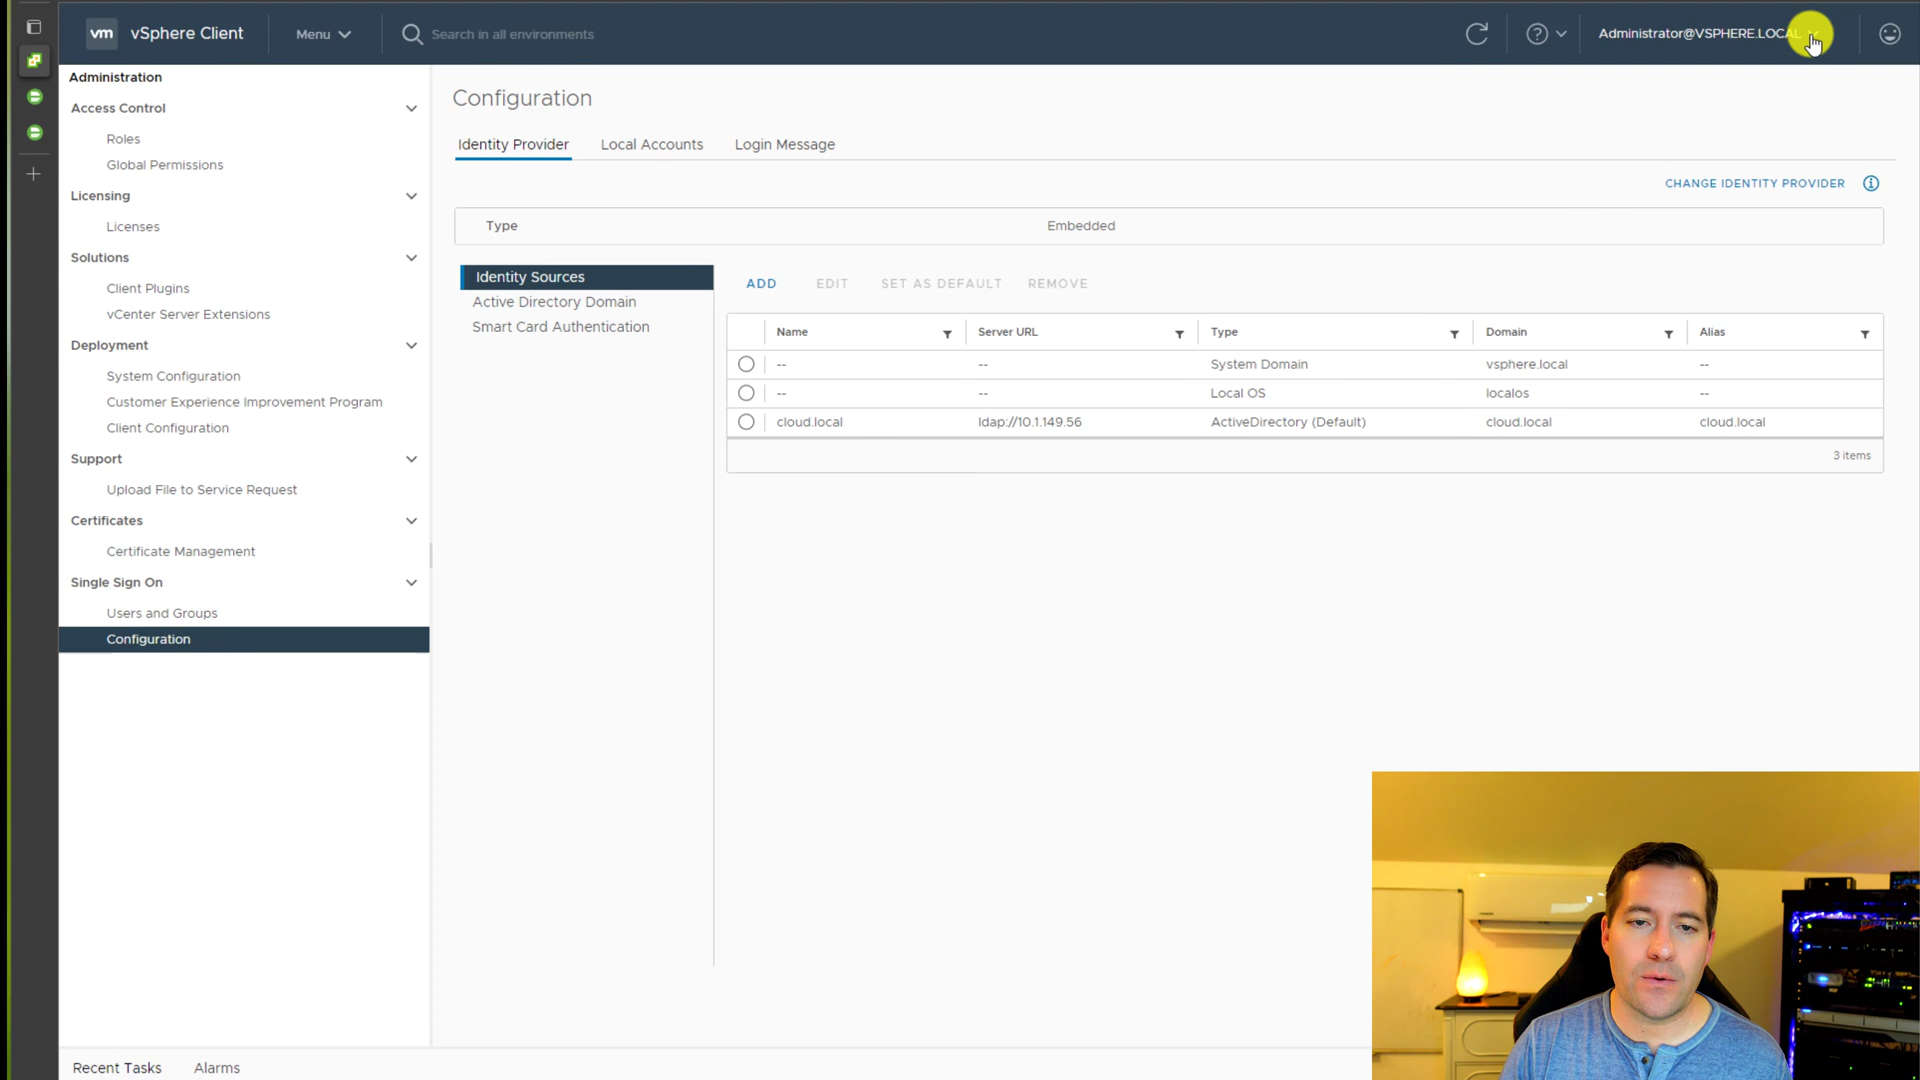 vm vSphere Client Menu Search in all environments Administrator@VSPHERE.LOCAL
Administration
Access Control
Roles
Global Permissions
Licensing
Licenses
Solutions
Client Plugins
vCenter Server Extensions
Deployment
System Configuration
Customer Experience Improvement Program
Client Configuration
Support
Upload File to Service Request
Certificates
Certificate Management
Single Sign On
Users and Groups
Configuration
Configuration
Identity Provider Local Accounts Login Message
CHANGE IDENTITY PROVIDER
Type Embedded
Identity Sources
Active Directory Domain
Smart Card Authentication
ADD EDIT SET AS DEFAULT REMOVE
Name Server URL Type Domain Alias
-- -- System Domain vsphere.local --
-- -- Local OS localos --
cloud.local ldap://10.1.149.56 ActiveDirectory (Default) cloud.local cloud.local
3 items
Recent Tasks Alarms